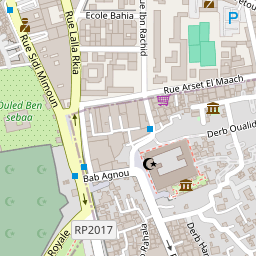 Ecole Bahia
Rue Ibn Rachid
P
Rue Lalla Rkia
Rue Sidi Mimoun
Rue Arset El Maach
Ouled Ben
sebaa
Derb Oualid
Bab Agnou
RP2017
Royale
Derb Har